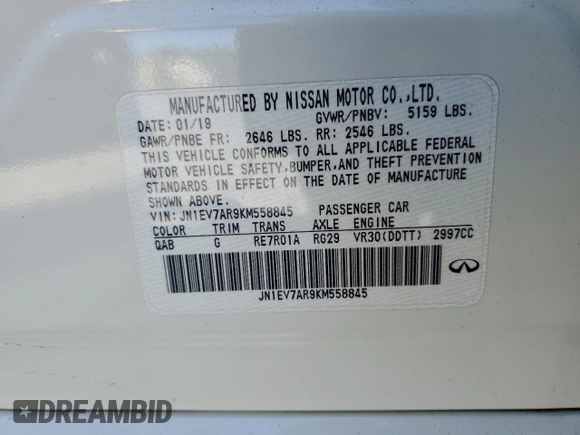 MANUFACTURED BY NISSAN MOTOR CO.,LTD.
DATE: 01/19 GVWR/PNBV: 5159 LBS.
GAWR/PNBE FR: 2646 LBS. RR: 2546 LBS.
THIS VEHICLE CONFORMS TO ALL APPLICABLE FEDERAL
MOTOR VEHICLE SAFETY,BUMPER,AND THEFT PREVENTION
STANDARDS IN EFFECT ON THE DATE OF MANUFACTURE
SHOWN ABOVE.
VIN: JN1EV7AR9KM558845 PASSENGER CAR
COLOR TRIM TRANS AXLE ENGINE
QAB G RE7R01A RG29 VR30(DDTT) 2997CC
JN1EV7AR9KM558845
INFINITI
DREAMBID